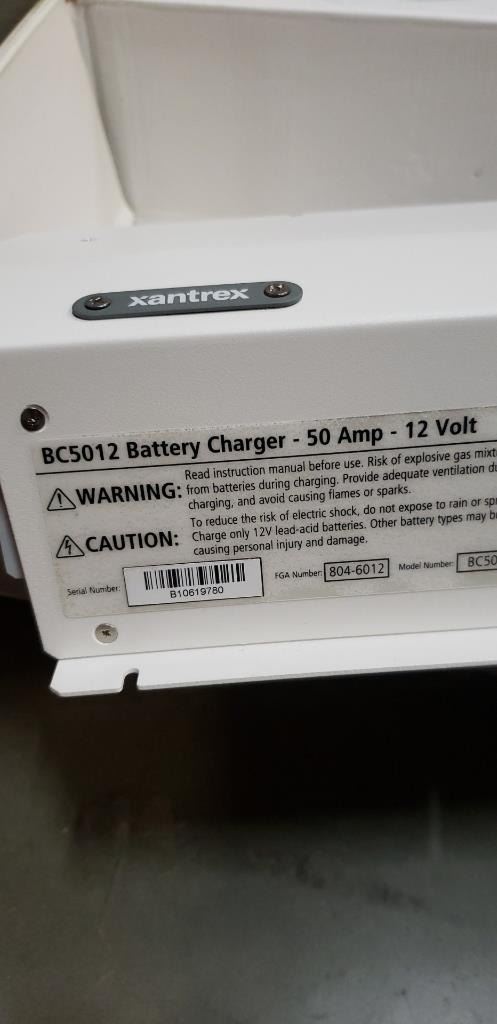 xantrex
BC5012 Battery Charger - 50 Amp - 12 Volt
WARNING: Read instruction manual before use. Risk of explosive gas
from batteries during charging. Provide adequate ventilation
charging, and avoid causing flames or sparks.
CAUTION: To reduce the risk of electric shock, do not expose to rain or
Charge only 12V lead-acid batteries. Other battery types may
causing personal injury and damage.
Serial Number: B10619780 FGA Number: 804-6012 Model Number: